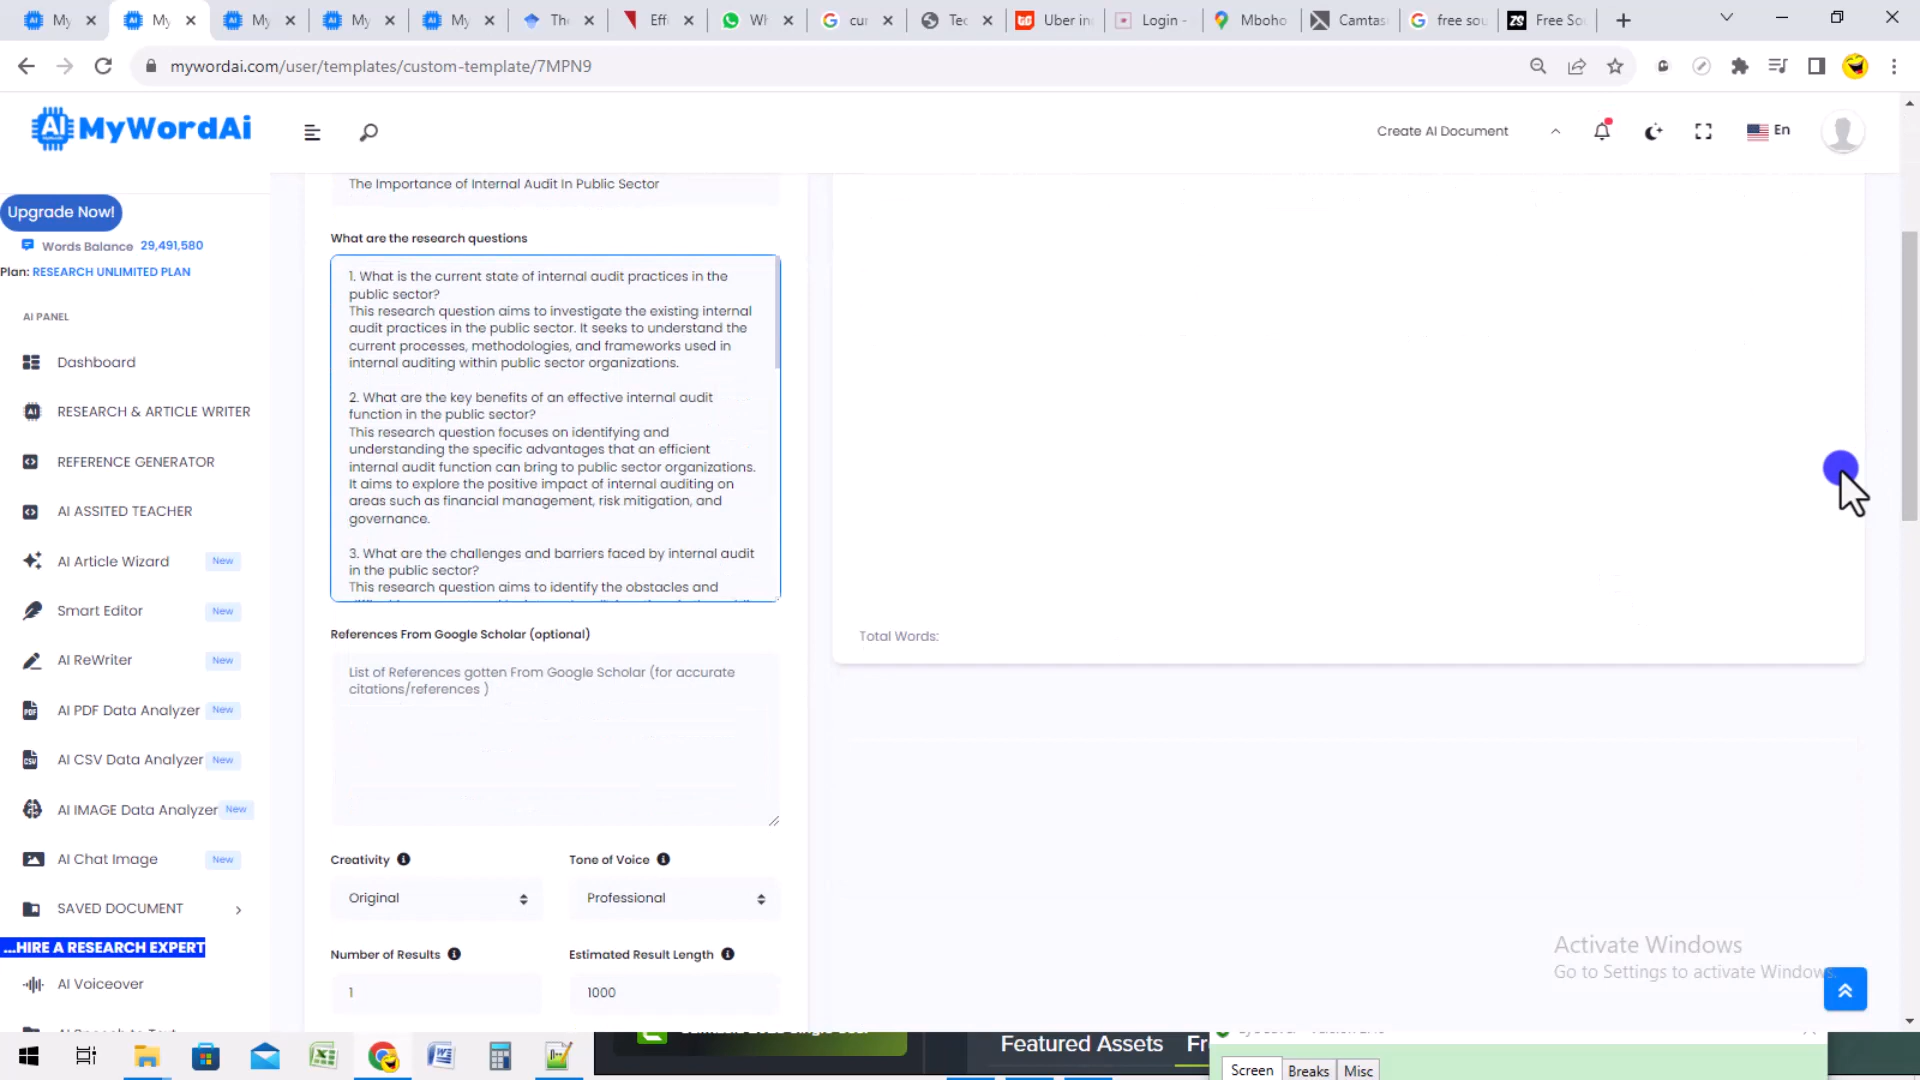 My
My
My
My
My
The
Eff
Wh
cur
Tec
Uber in
Login -
Mboho
Camtas
free sou
Free So
mywordai.com/user/templates/custom-template/7MPN9
AI MyWordAi
Create AI Document
En
Upgrade Now!
Words Balance 29,491,580
Plan: RESEARCH UNLIMITED PLAN
AI PANEL
Dashboard
RESEARCH & ARTICLE WRITER
REFERENCE GENERATOR
AI ASSITED TEACHER
AI Article Wizard New
Smart Editor New
AI ReWriter New
AI PDF Data Analyzer New
AI CSV Data Analyzer New
AI IMAGE Data Analyzer New
AI Chat Image New
SAVED DOCUMENT
...HIRE A RESEARCH EXPERT
AI Voiceover
The Importance of Internal Audit In Public Sector
What are the research questions
1. What is the current state of internal audit practices in the
public sector?
This research question aims to investigate the existing internal
audit practices in the public sector. It seeks to understand the
current processes, methodologies, and frameworks used in
internal auditing within public sector organizations.
2. What are the key benefits of an effective internal audit
function in the public sector?
This research question focuses on identifying and
understanding the specific advantages that an efficient
internal audit function can bring to public sector organizations.
It aims to explore the positive impact of internal auditing on
areas such as financial management, risk mitigation, and
governance.
3. What are the challenges and barriers faced by internal audit
in the public sector?
This research question aims to identify the obstacles and
References From Google Scholar (optional)
List of References gotten From Google Scholar (for accurate
citations/references )
Creativity
Tone of Voice
Original
Professional
Number of Results
Estimated Result Length
1
1000
Total Words:
Activate Windows
Go to Settings to activate Windows.
Featured Assets
Fr
Screen
Breaks
Misc